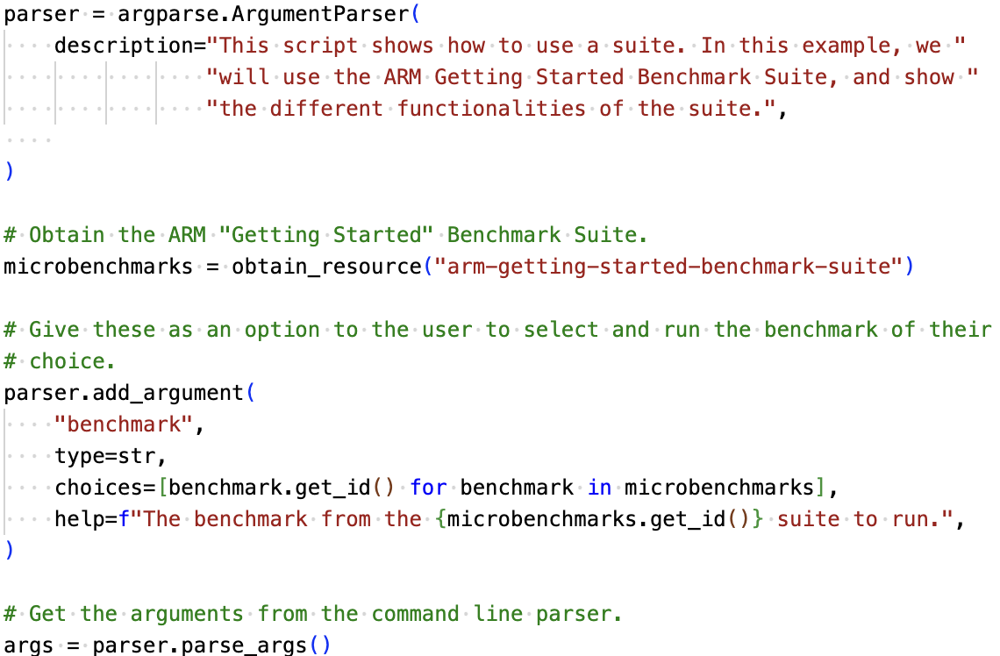 parser = argparse.ArgumentParser(
    description="This script shows how to use a suite. In this example, we "
                "will use the ARM Getting Started Benchmark Suite, and show "
                "the different functionalities of the suite.",
)
# Obtain the ARM "Getting Started" Benchmark Suite.
microbenchmarks = obtain_resource("arm-getting-started-benchmark-suite")
# Give these as an option to the user to select and run the benchmark of their
# choice.
parser.add_argument(
    "benchmark",
    type=str,
    choices=[benchmark.get_id() for benchmark in microbenchmarks],
    help=f"The benchmark from the {microbenchmarks.get_id()} suite to run.",
)
# Get the arguments from the command line parser.
args = parser.parse_args()